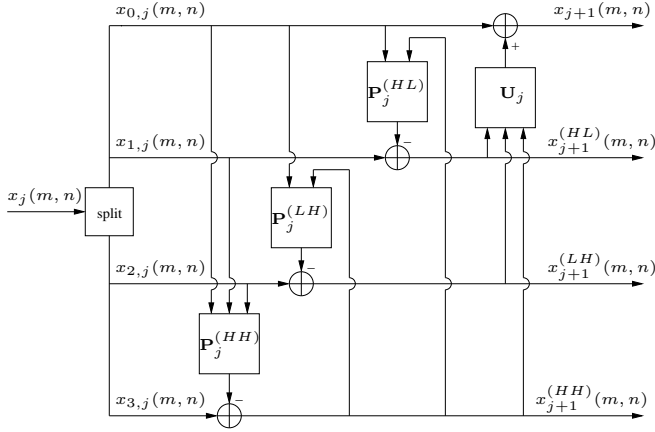 x_{0,j}(m, n)
x_{j+1}(m, n)
+
P_j^{(HL)}
U_j
−
x_{1,j}(m, n)
x_{j+1}^{(HL)}(m, n)
x_j(m, n)
split
P_j^{(LH)}
−
x_{2,j}(m, n)
x_{j+1}^{(LH)}(m, n)
P_j^{(HH)}
−
x_{3,j}(m, n)
x_{j+1}^{(HH)}(m, n)